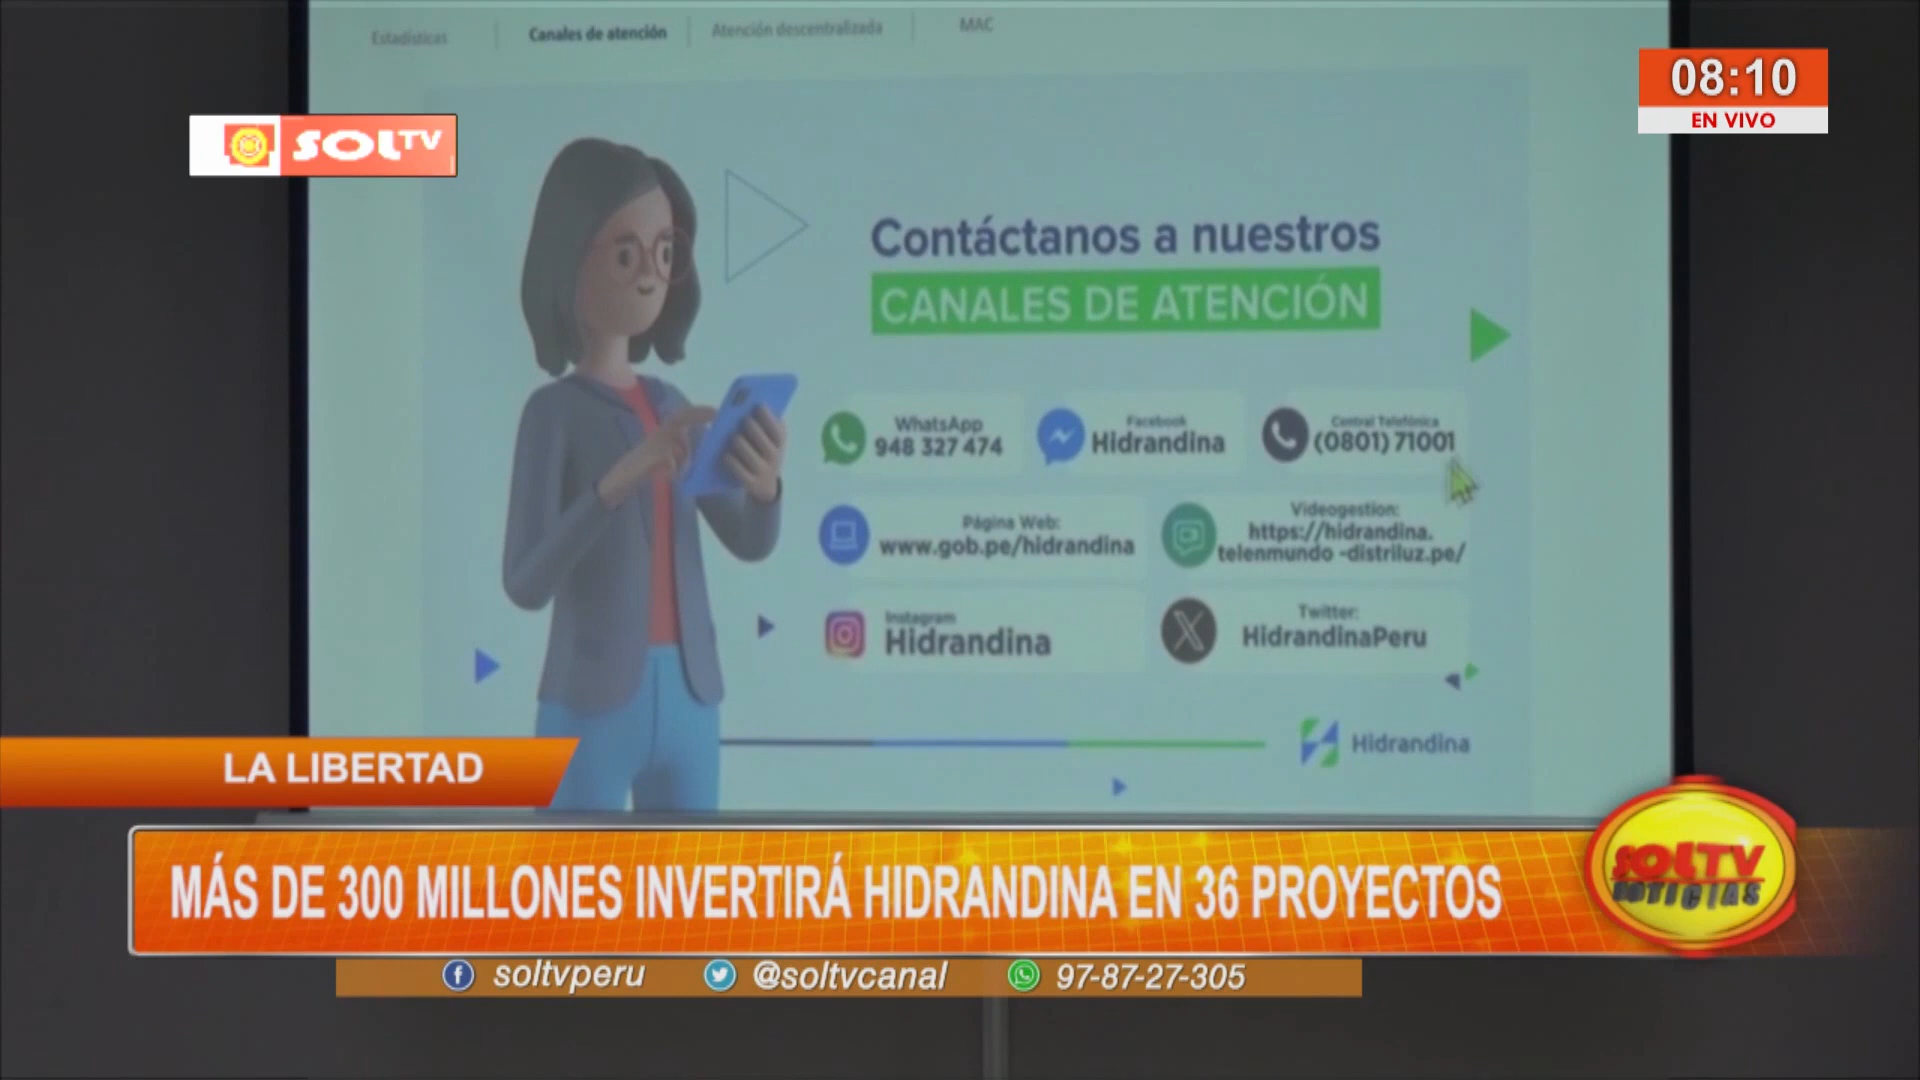 Estadísticas
Canales de atención
Atención descentralizada
MAC
08:10
EN VIVO
SOLTV
Contáctanos a nuestros
CANALES DE ATENCIÓN
WhatsApp
948 327 474
Facebook
Hidrandina
Central Telefónica
(0801) 71001
Página Web:
www.gob.pe/hidrandina
Videogestion:
https://hidrandina.
telenmundo -distriluz.pe/
Instagram
Hidrandina
Twitter:
HidrandinaPeru
Hidrandina
LA LIBERTAD
MÁS DE 300 MILLONES INVERTIRÁ HIDRANDINA EN 36 PROYECTOS
SOLTV
NOTICIAS
soltvperu
@soltvcanal
97-87-27-305